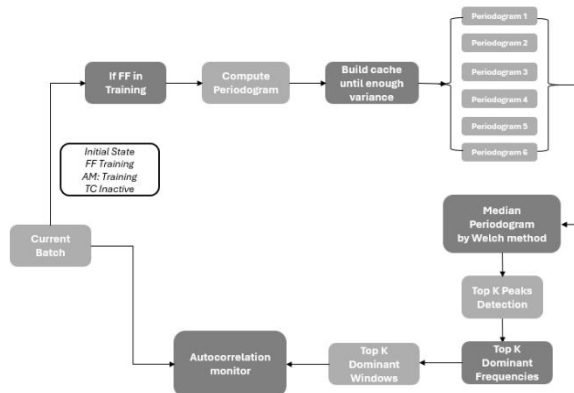 If FF in
Training
Compute
Periodogram
Build cache
until enough
variance
Periodogram 1
Periodogram 2
Periodogram 3
Periodogram 4
Periodogram 5
Periodogram 6
Initial State
FF Training
AM: Training
TC Inactive
Current
Batch
Median
Periodogram
by Welch method
Top K Peaks
Detection
Top K
Dominant
Frequencies
Top K
Dominant
Windows
Autocorrelation
monitor